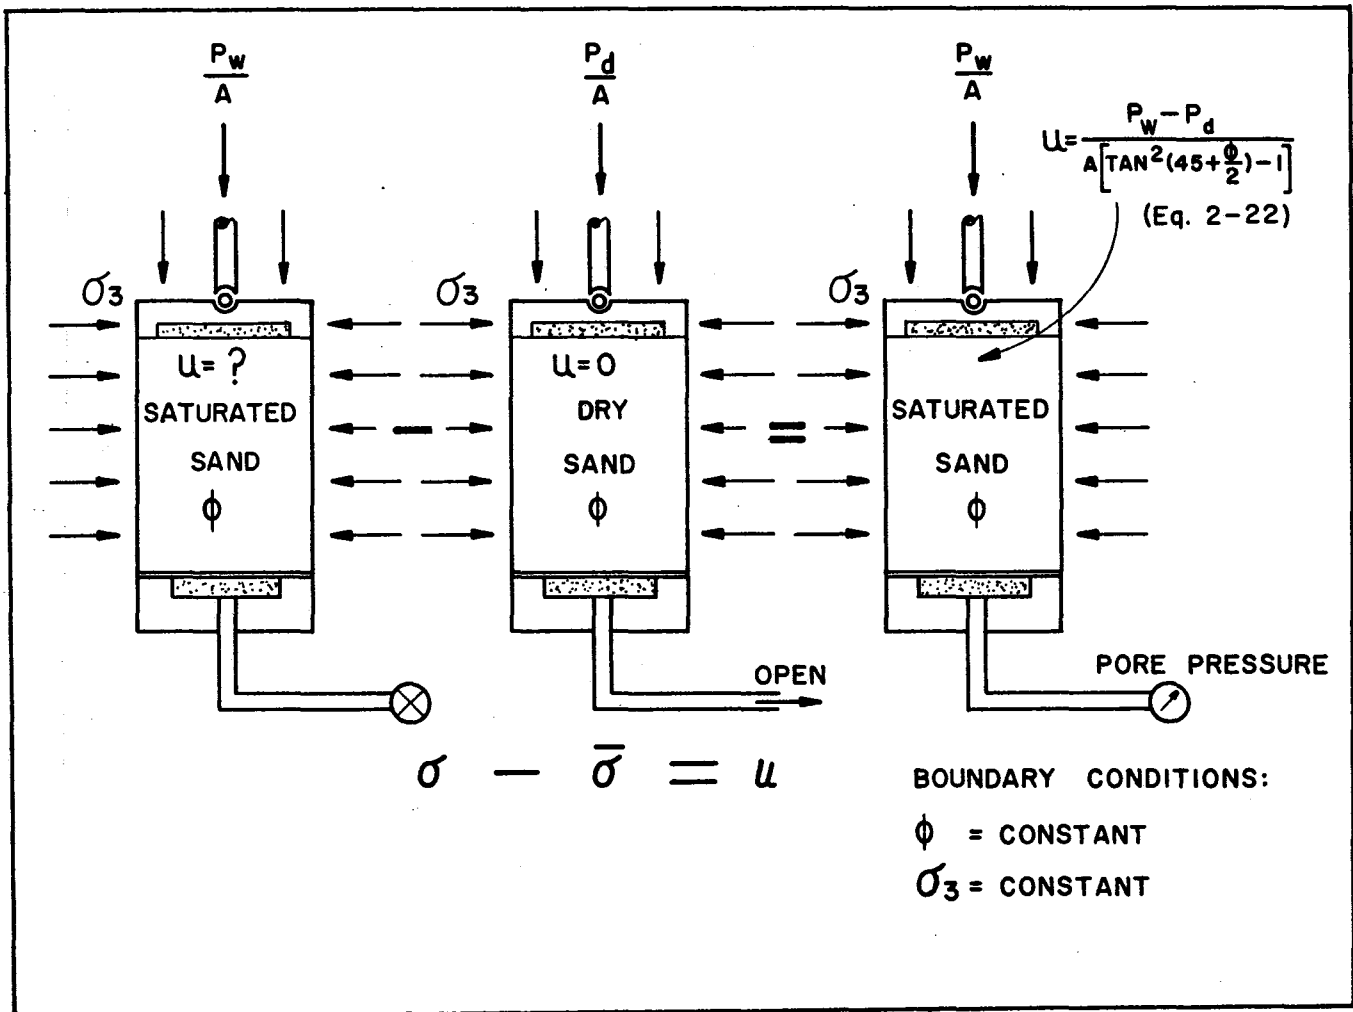 P_w/A
P_d/A
P_w/A
u = (P_w − P_d) / A[TAN²(45+ϕ/2)−1]
(Eq. 2-22)
σ3
σ3
σ3
u = ?
SATURATED
SAND
ϕ
−
u = 0
DRY
SAND
ϕ
=
SATURATED
SAND
ϕ
OPEN
PORE PRESSURE
σ − σ̄ = u
BOUNDARY CONDITIONS:
ϕ = CONSTANT
σ3 = CONSTANT